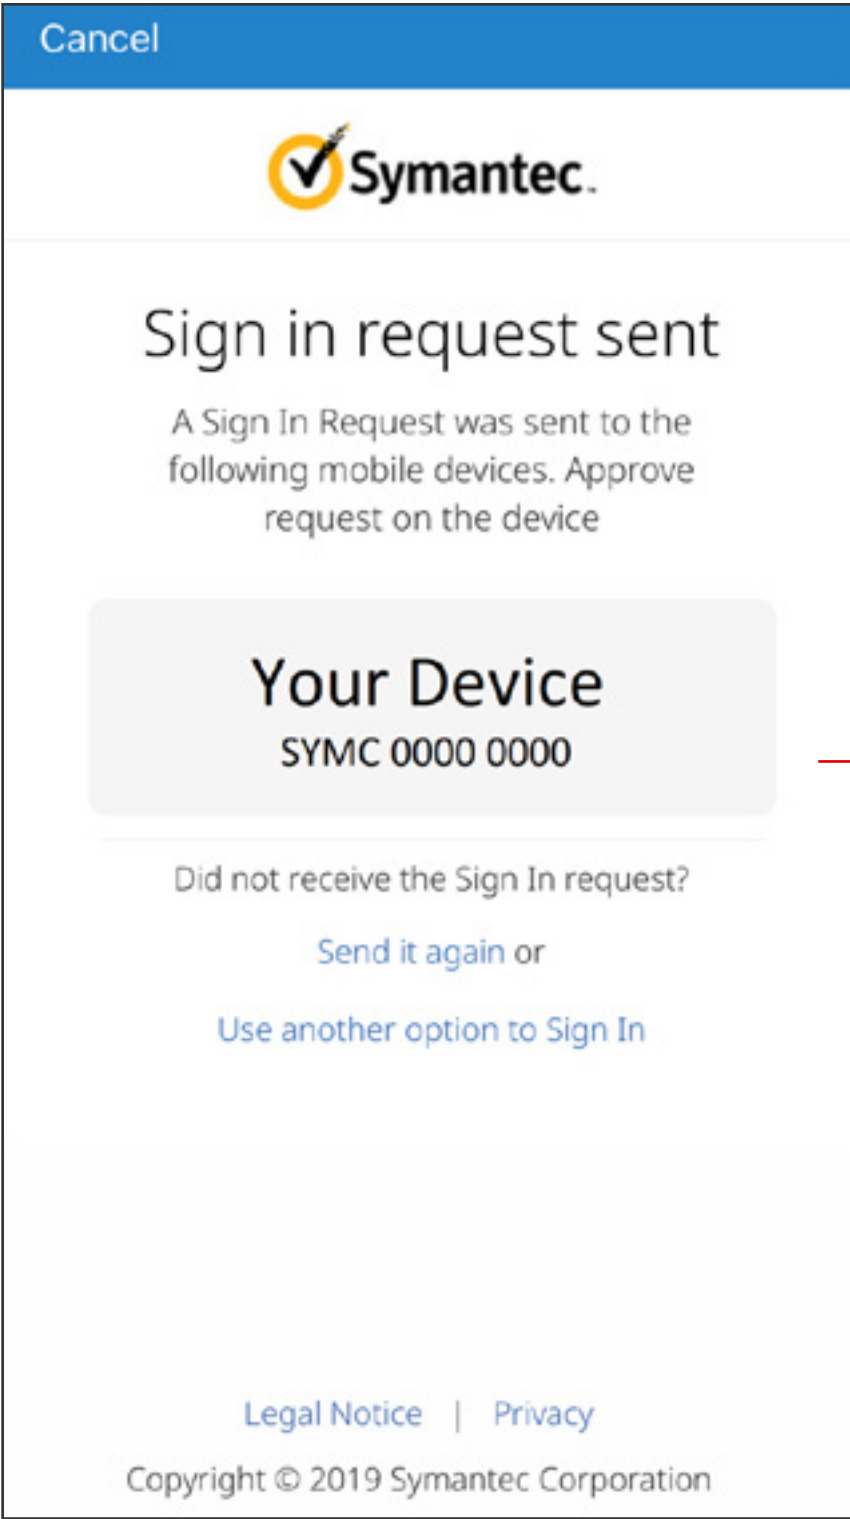 Cancel
Symantec™
Sign in request sent
A Sign In Request was sent to the
following mobile devices. Approve
request on the device
Your Device
SYMC 0000 0000
Did not receive the Sign In request?
Send it again or
Use another option to Sign In
Legal Notice | Privacy
Copyright © 2019 Symantec Corporation